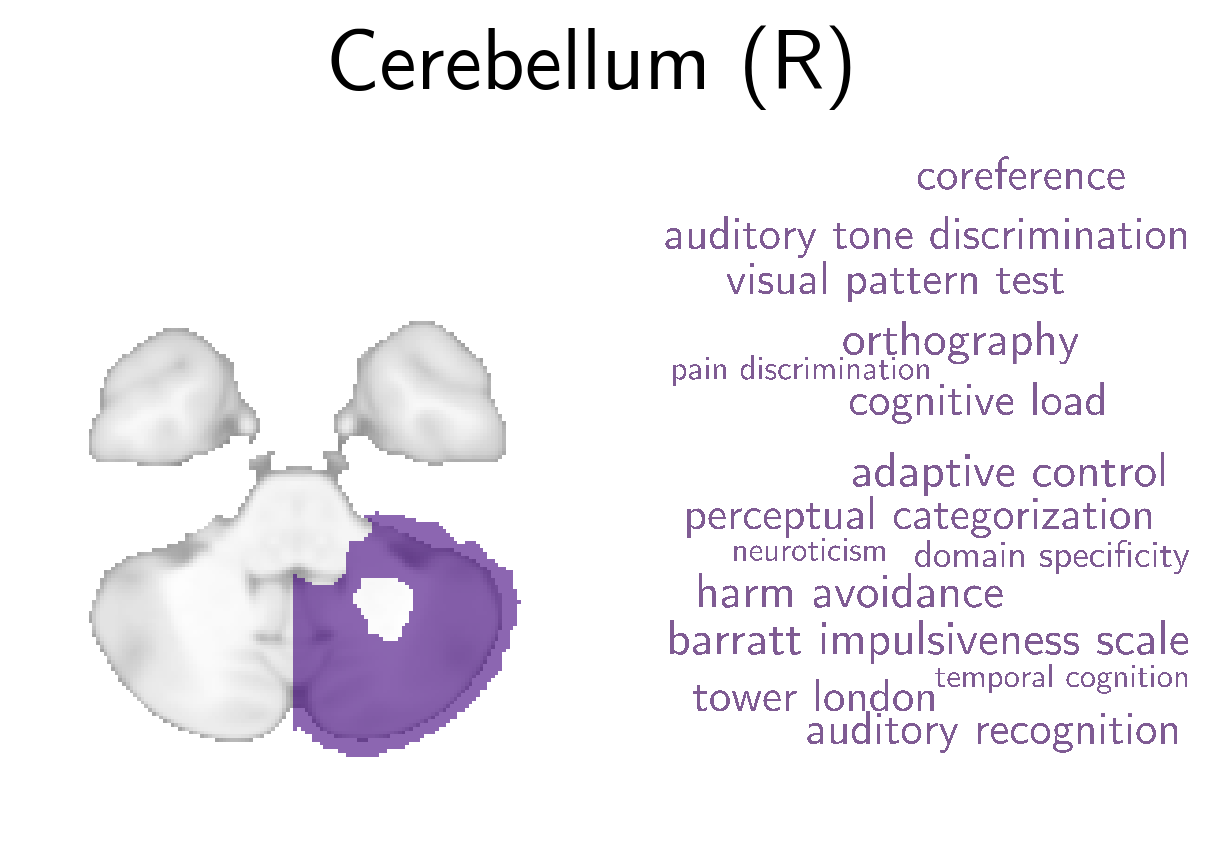 Cerebellum (R)
coreference
auditory tone discrimination
visual pattern test
orthography
pain discrimination
cognitive load
adaptive control
perceptual categorization
neuroticism
domain specificity
harm avoidance
barratt impulsiveness scale
temporal cognition
tower london
auditory recognition